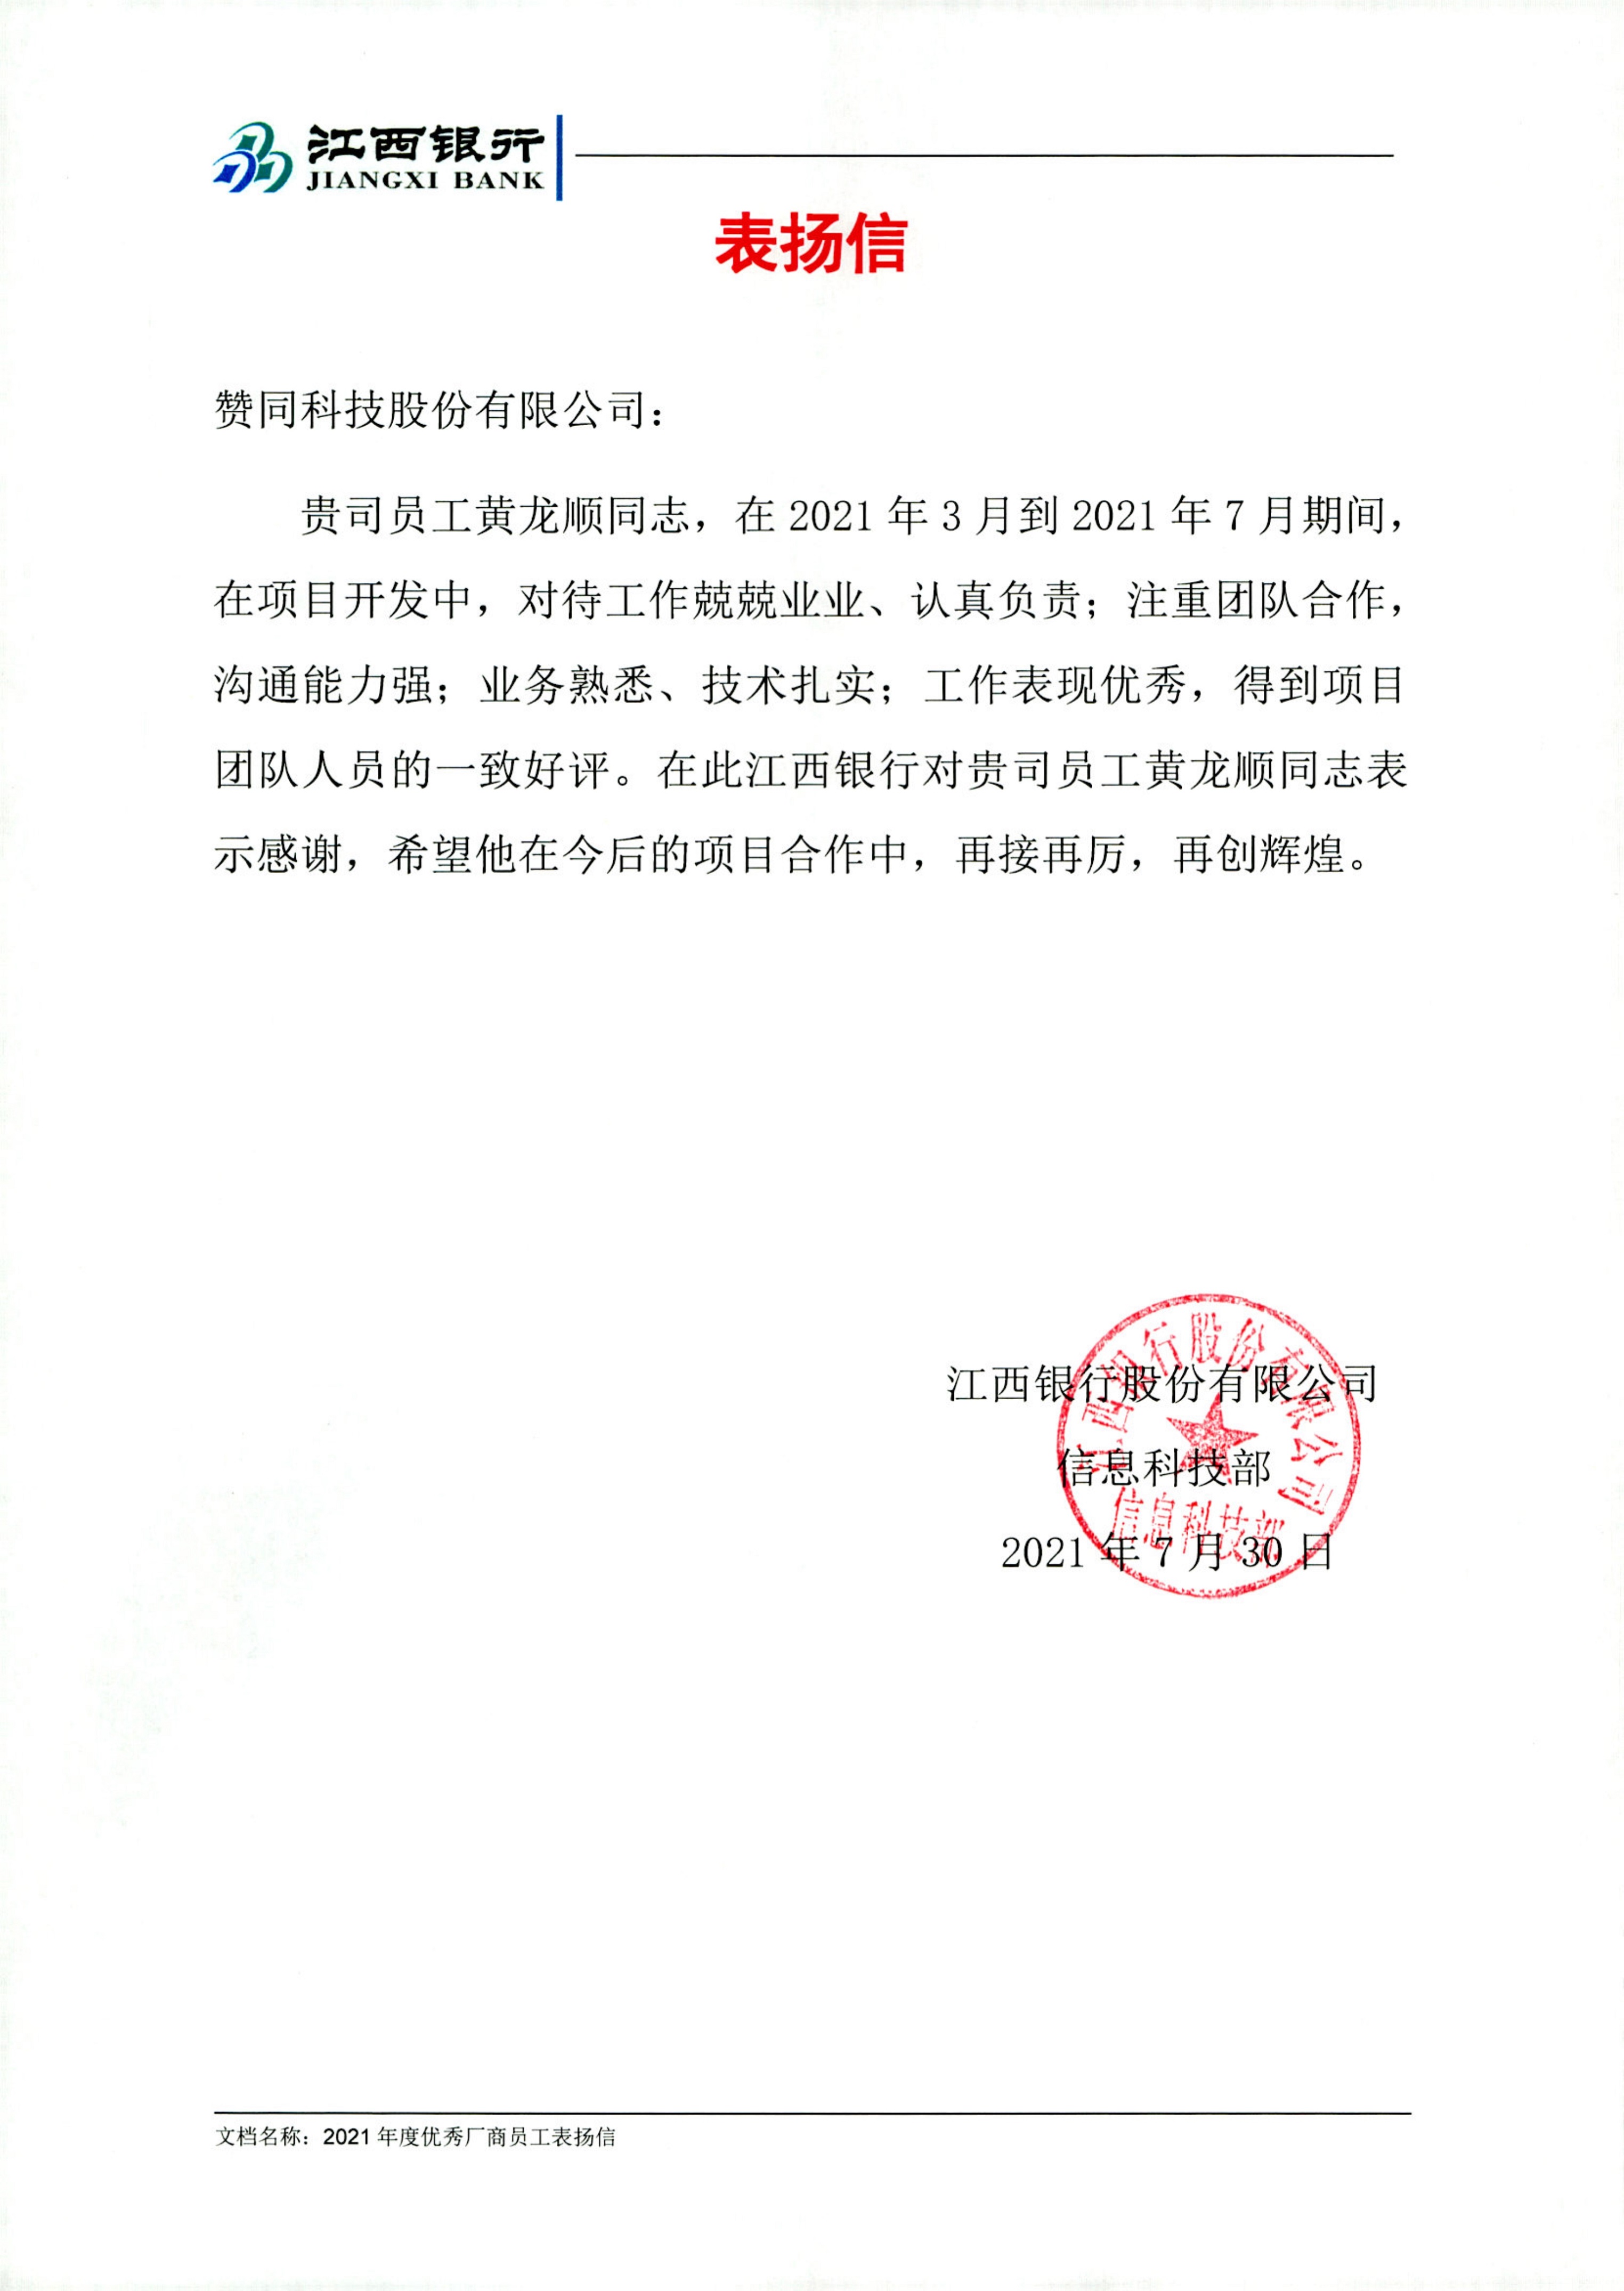 江西银行
JIANGXI BANK
表扬信
赞同科技股份有限公司：
贵司员工黄龙顺同志，在 2021 年 3 月到 2021 年 7 月期间，
在项目开发中，对待工作兢兢业业、认真负责；注重团队合作，
沟通能力强；业务熟悉、技术扎实；工作表现优秀，得到项目
团队人员的一致好评。在此江西银行对贵司员工黄龙顺同志表
示感谢，希望他在今后的项目合作中，再接再厉，再创辉煌。
江西银行股份有限公司
信息科技部
2021 年 7 月 30 日
江西银行股份有限公司
信息科技部
文档名称：2021 年度优秀厂商员工表扬信